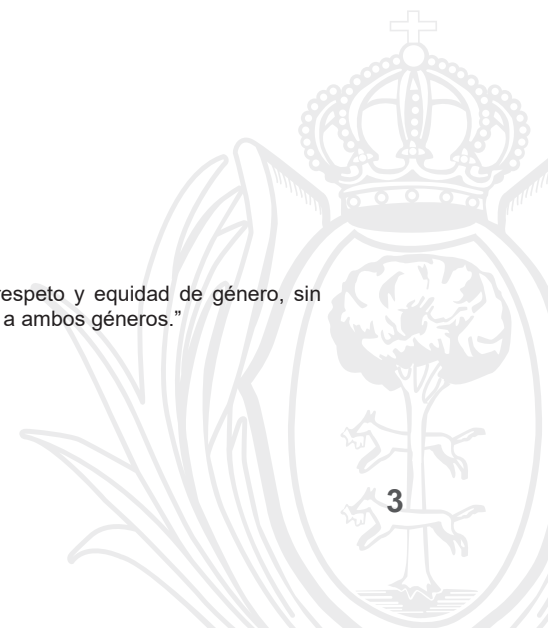 respeto y equidad de género, sin
a ambos géneros.”
3